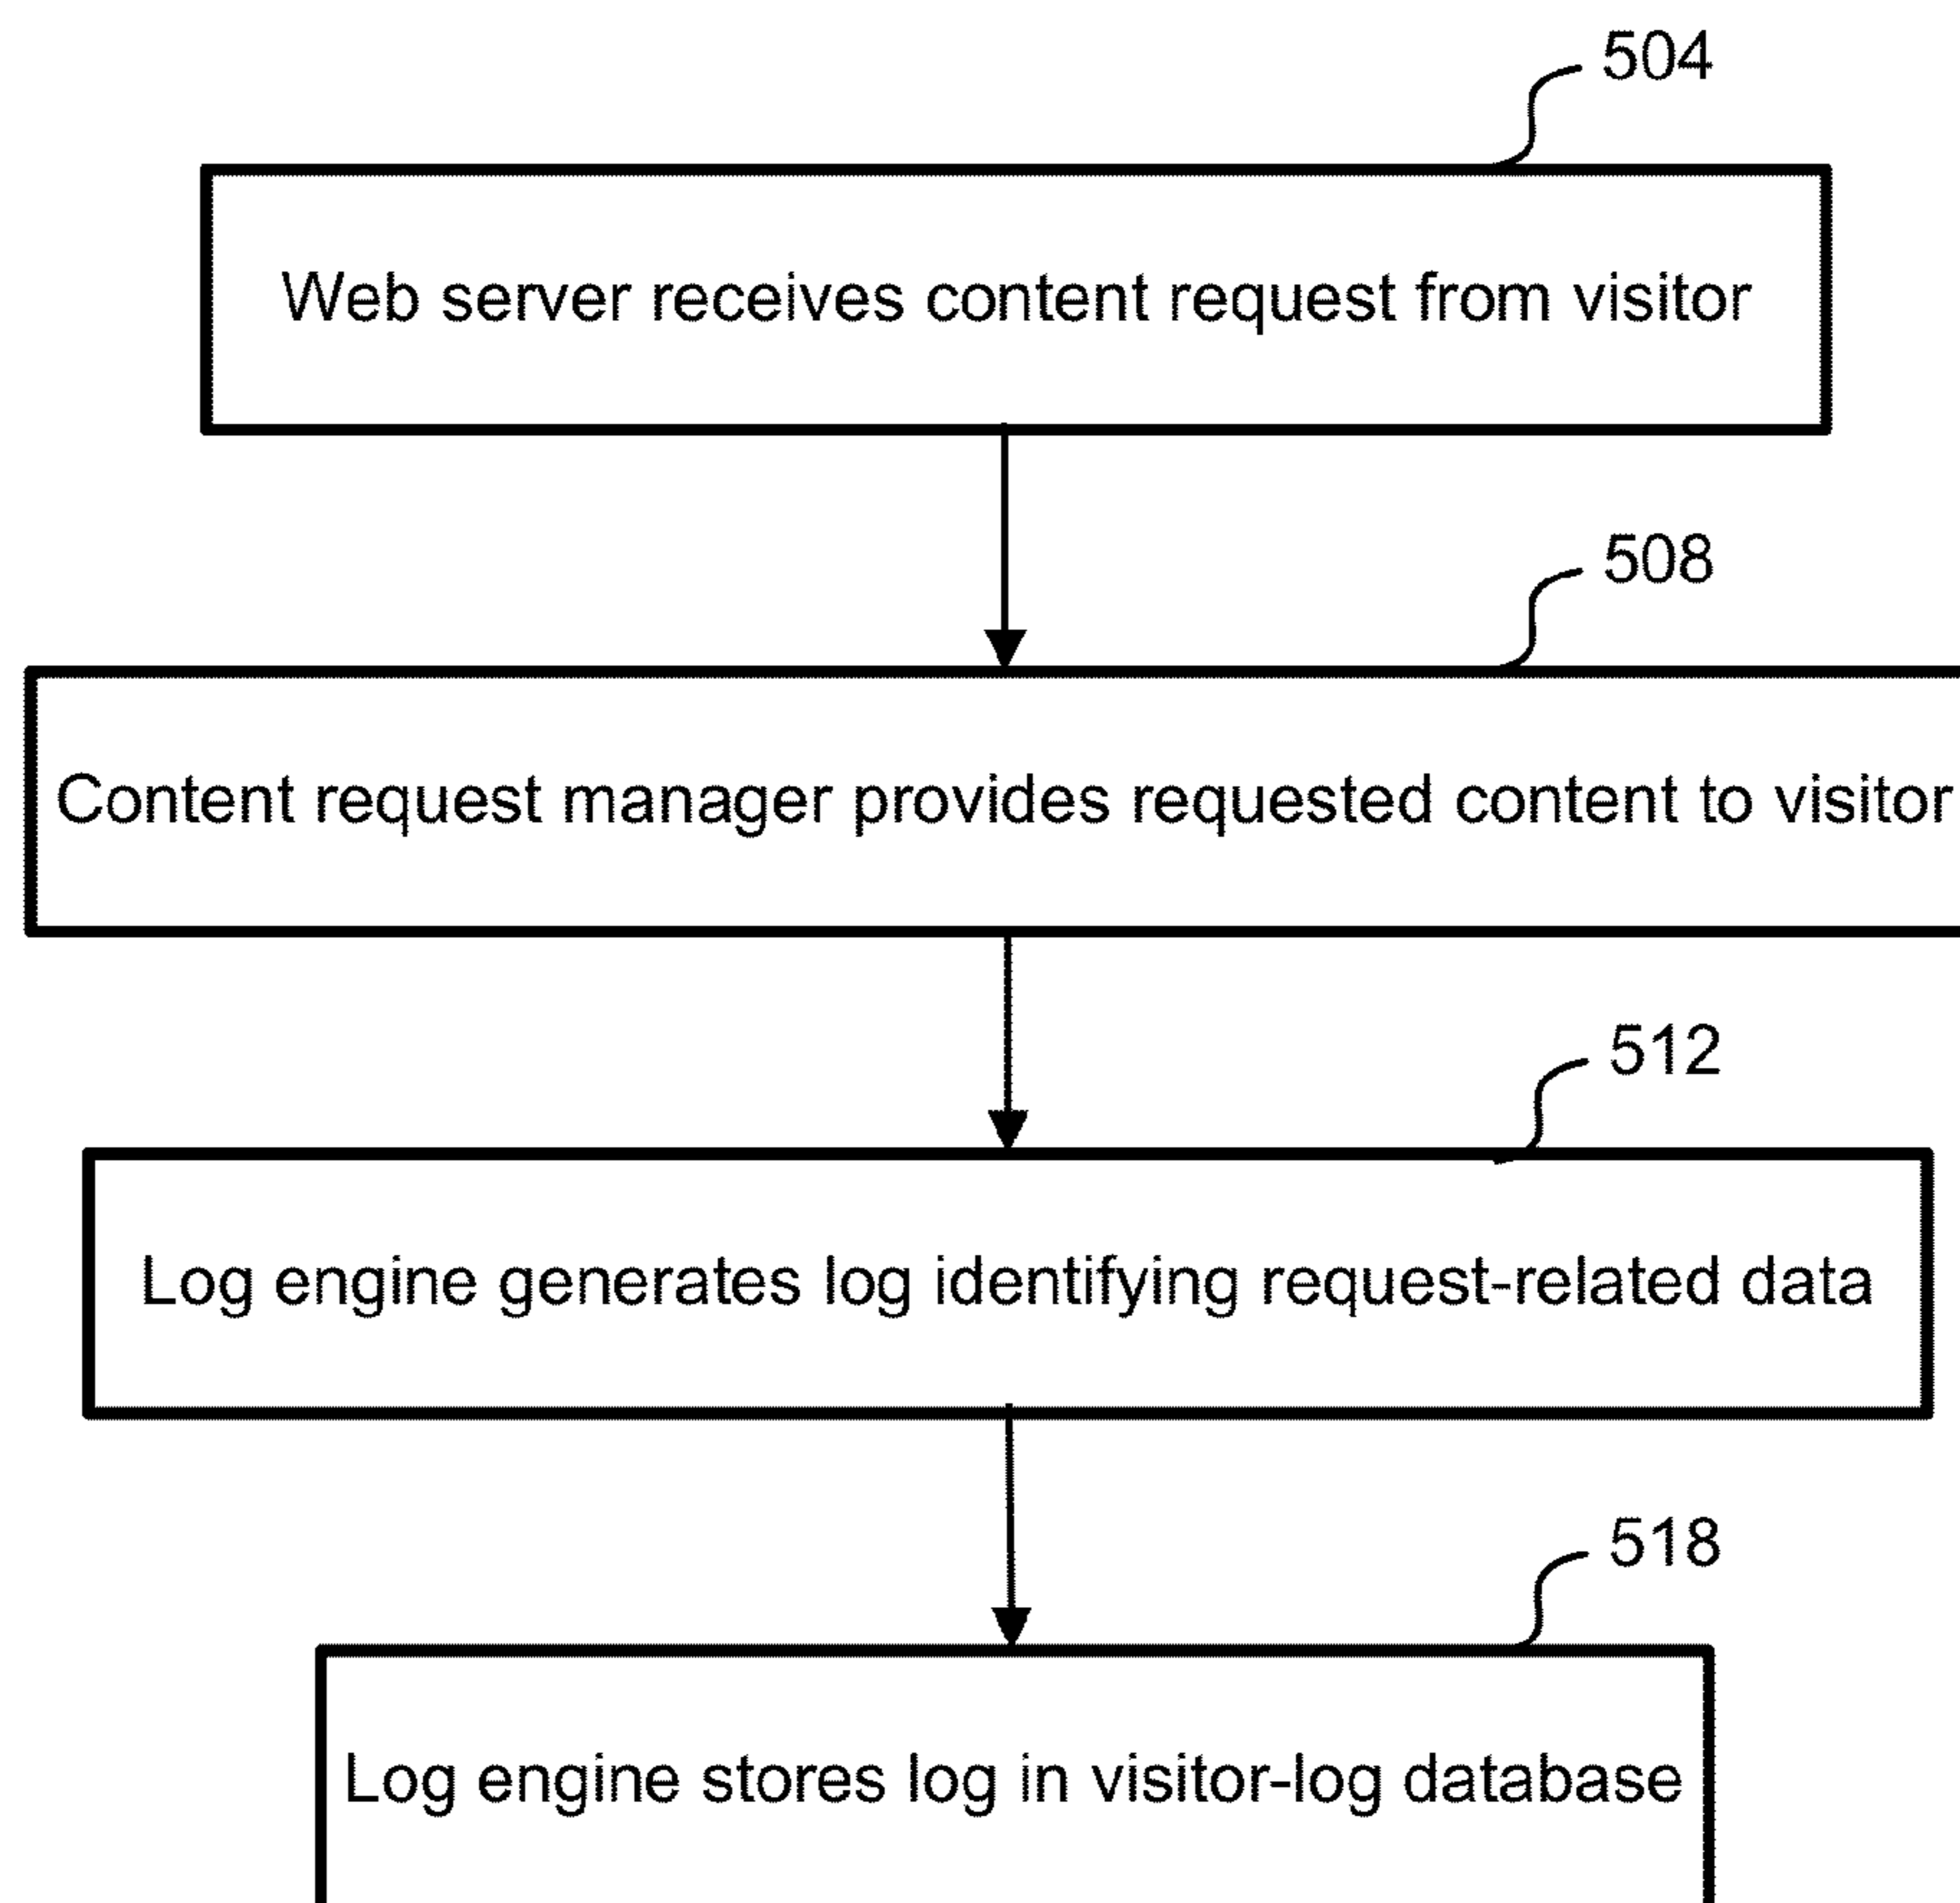 504
Web server receives content request from visitor
508
Content request manager provides requested content to visitor
512
Log engine generates log identifying request-related data
518
Log engine stores log in visitor-log database